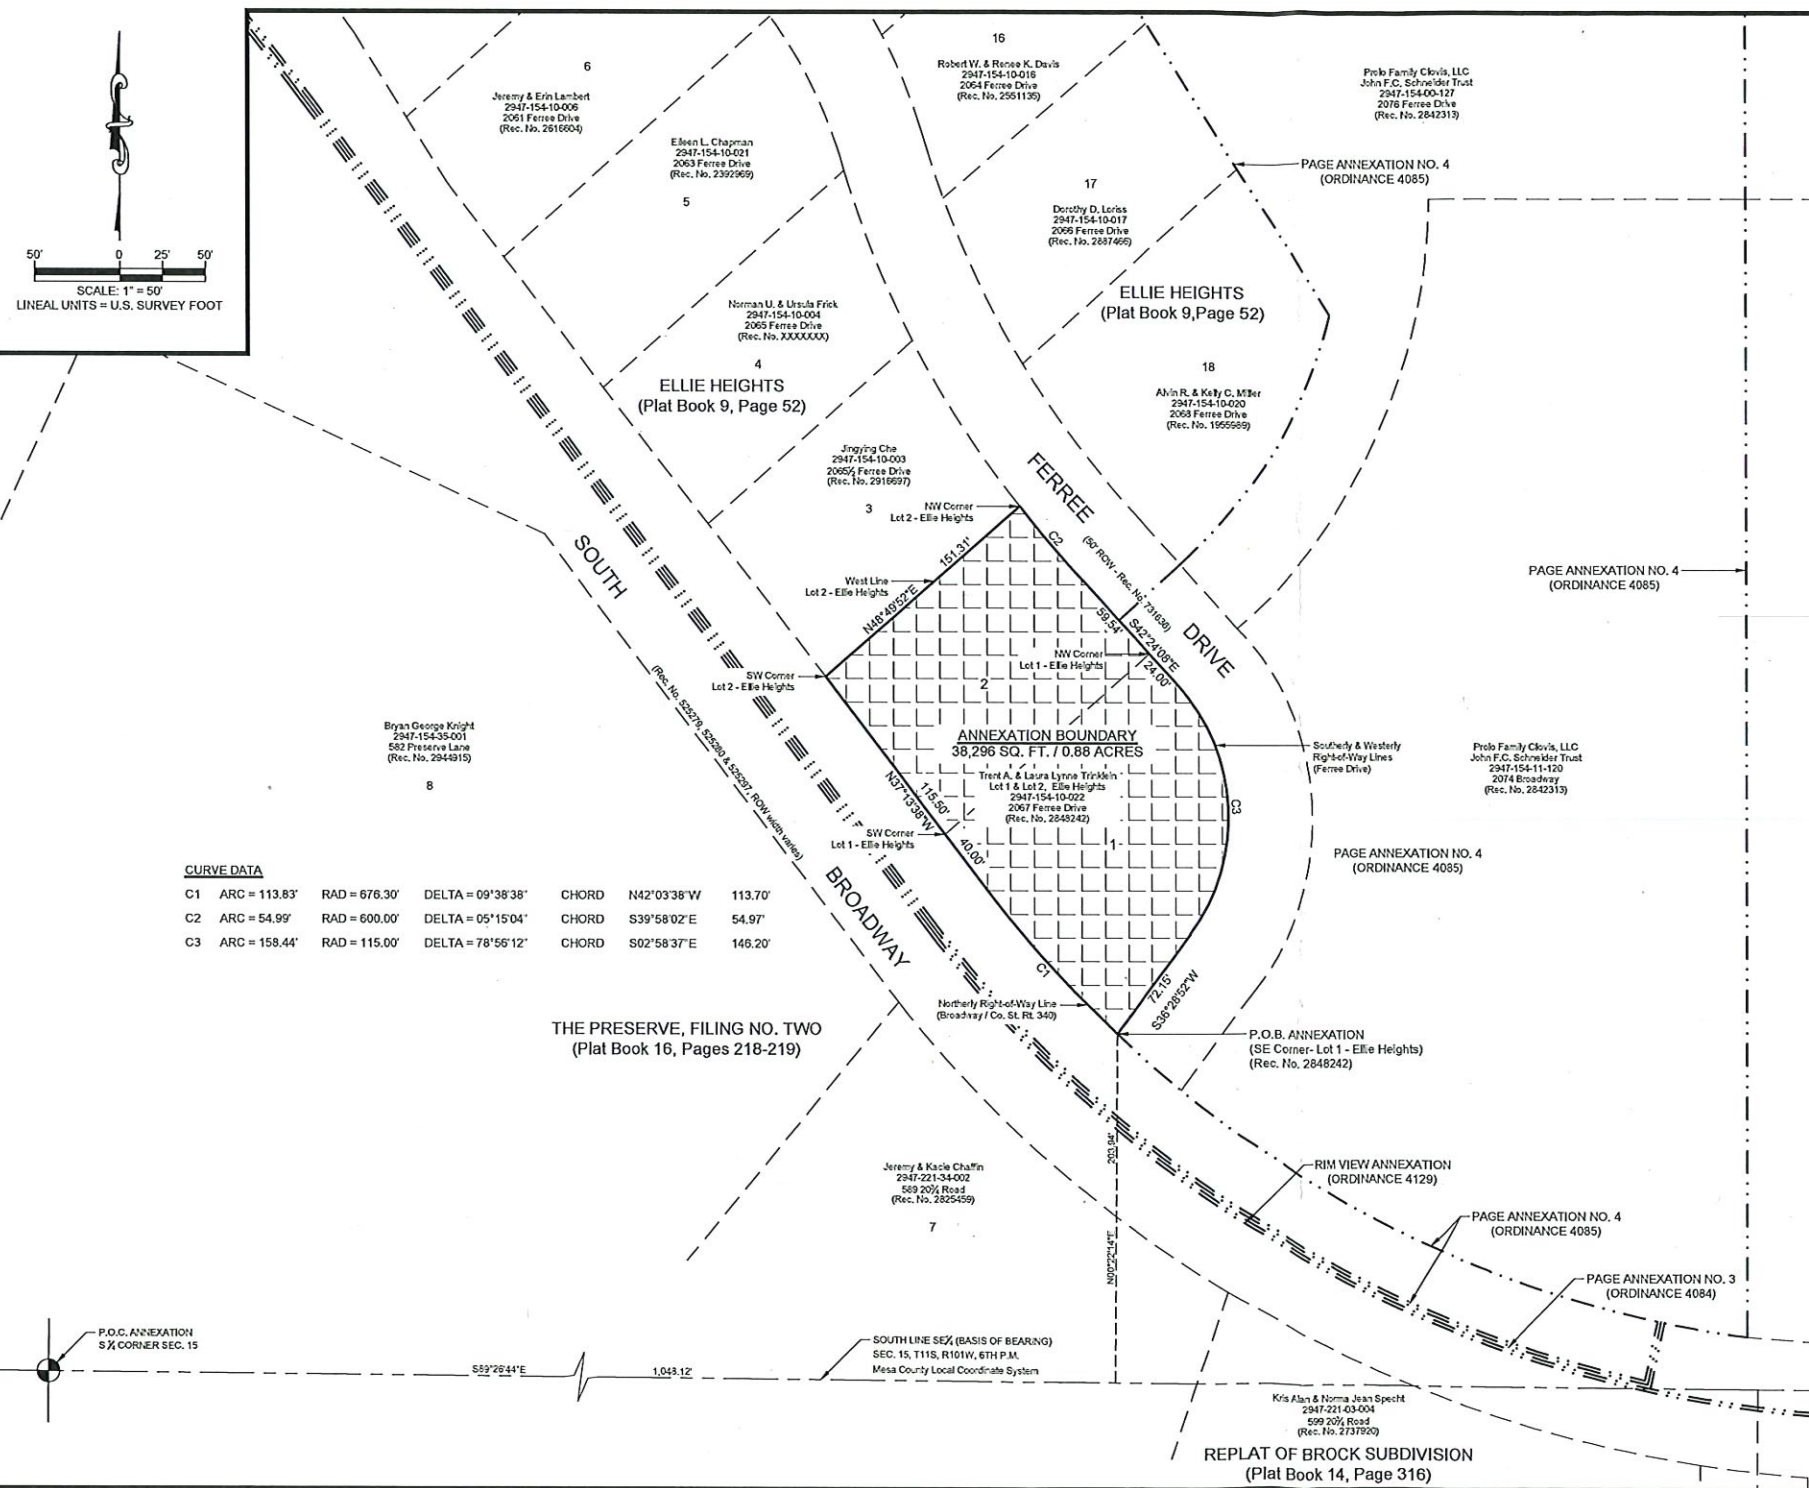 50' 0 25' 50'
SCALE: 1" = 50'
LINEAL UNITS = U.S. SURVEY FOOT
6
Jeremy & Erin Lambert
2947-154-10-006
2061 Ferree Drive
(Rec. No. 2616604)
Eileen L. Chapman
2947-154-10-021
2063 Ferree Drive
(Rec. No. 2392969)
5
Norman U. & Ursula Frick
2947-154-10-004
2065 Ferree Drive
(Rec. No. XXXXXXX)
4
ELLIE HEIGHTS
(Plat Book 9, Page 52)
Jingying Che
2947-154-10-003
2065½ Ferree Drive
(Rec. No. 2916697)
3
16
Robert W. & Renee K. Davis
2947-154-10-016
2064 Ferree Drive
(Rec. No. 2551135)
17
Dorothy D. Loriss
2947-154-10-017
2066 Ferree Drive
(Rec. No. 2887466)
ELLIE HEIGHTS
(Plat Book 9,Page 52)
18
Alvin R. & Kelly C. Miller
2947-154-10-020
2068 Ferree Drive
(Rec. No. 1955989)
Prolo Family Clovis, LLC
John F.C. Schneider Trust
2947-154-00-127
2076 Ferree Drive
(Rec. No. 2842313)
PAGE ANNEXATION NO. 4
(ORDINANCE 4085)
PAGE ANNEXATION NO. 4
(ORDINANCE 4085)
FERREE
DRIVE
(50' ROW - Rec. No. 731636)
NW Corner
Lot 2 - Ellie Heights
West Line
Lot 2 - Ellie Heights
151.31'
N48°49'52"E
C2
59.54'
S42°24'08"E
24.00'
NW Corner
Lot 1 - Ellie Heights
SW Corner
Lot 2 - Ellie Heights
2
ANNEXATION BOUNDARY
38,296 SQ. FT. / 0.88 ACRES
Trent A. & Laura Lynne Trinklein
Lot 1 & Lot 2, Ellie Heights
2947-154-10-022
2067 Ferree Drive
(Rec. No. 2848242)
1
Southerly & Westerly
Right-of-Way Lines
(Ferree Drive)
C3
Prolo Family Clovis, LLC
John F.C. Schneider Trust
2947-154-11-120
2074 Broadway
(Rec. No. 2842313)
PAGE ANNEXATION NO. 4
(ORDINANCE 4085)
SOUTH
BROADWAY
(Rec. No. 525279, 525280 & 525297, ROW width varies)
N37°13'38"W
115.50'
SW Corner
Lot 1 - Ellie Heights
40.00'
C1
Bryan George Knight
2947-154-35-001
582 Preserve Lane
(Rec. No. 2944915)
8
CURVE DATA
C1 ARC = 113.83' RAD = 676.30' DELTA = 09°38'38" CHORD N42°03'38"W 113.70'
C2 ARC = 54.99' RAD = 600.00' DELTA = 05°15'04" CHORD S39°58'02"E 54.97'
C3 ARC = 158.44' RAD = 115.00' DELTA = 78°56'12" CHORD S02°58'37"E 146.20'
72.15'
S36°28'52"W
Northerly Right-of-Way Line
(Broadway / Co. St. Rt. 340)
P.O.B. ANNEXATION
(SE Corner- Lot 1 - Ellie Heights)
(Rec. No. 2848242)
THE PRESERVE, FILING NO. TWO
(Plat Book 16, Pages 218-219)
203.94'
N00°22'14"E
Jeremy & Kacie Chaffin
2947-221-34-002
589 20¾ Road
(Rec. No. 2825459)
7
RIM VIEW ANNEXATION
(ORDINANCE 4129)
PAGE ANNEXATION NO. 4
(ORDINANCE 4085)
PAGE ANNEXATION NO. 3
(ORDINANCE 4084)
P.O.C. ANNEXATION
S ¼ CORNER SEC. 15
S89°26'44"E
1,048.12'
SOUTH LINE SE¼ (BASIS OF BEARING)
SEC. 15, T11S, R101W, 6TH P.M.
Mesa County Local Coordinate System
Kris Alan & Norma Jean Specht
2947-221-03-004
599 20¾ Road
(Rec. No. 2737920)
REPLAT OF BROCK SUBDIVISION
(Plat Book 14, Page 316)